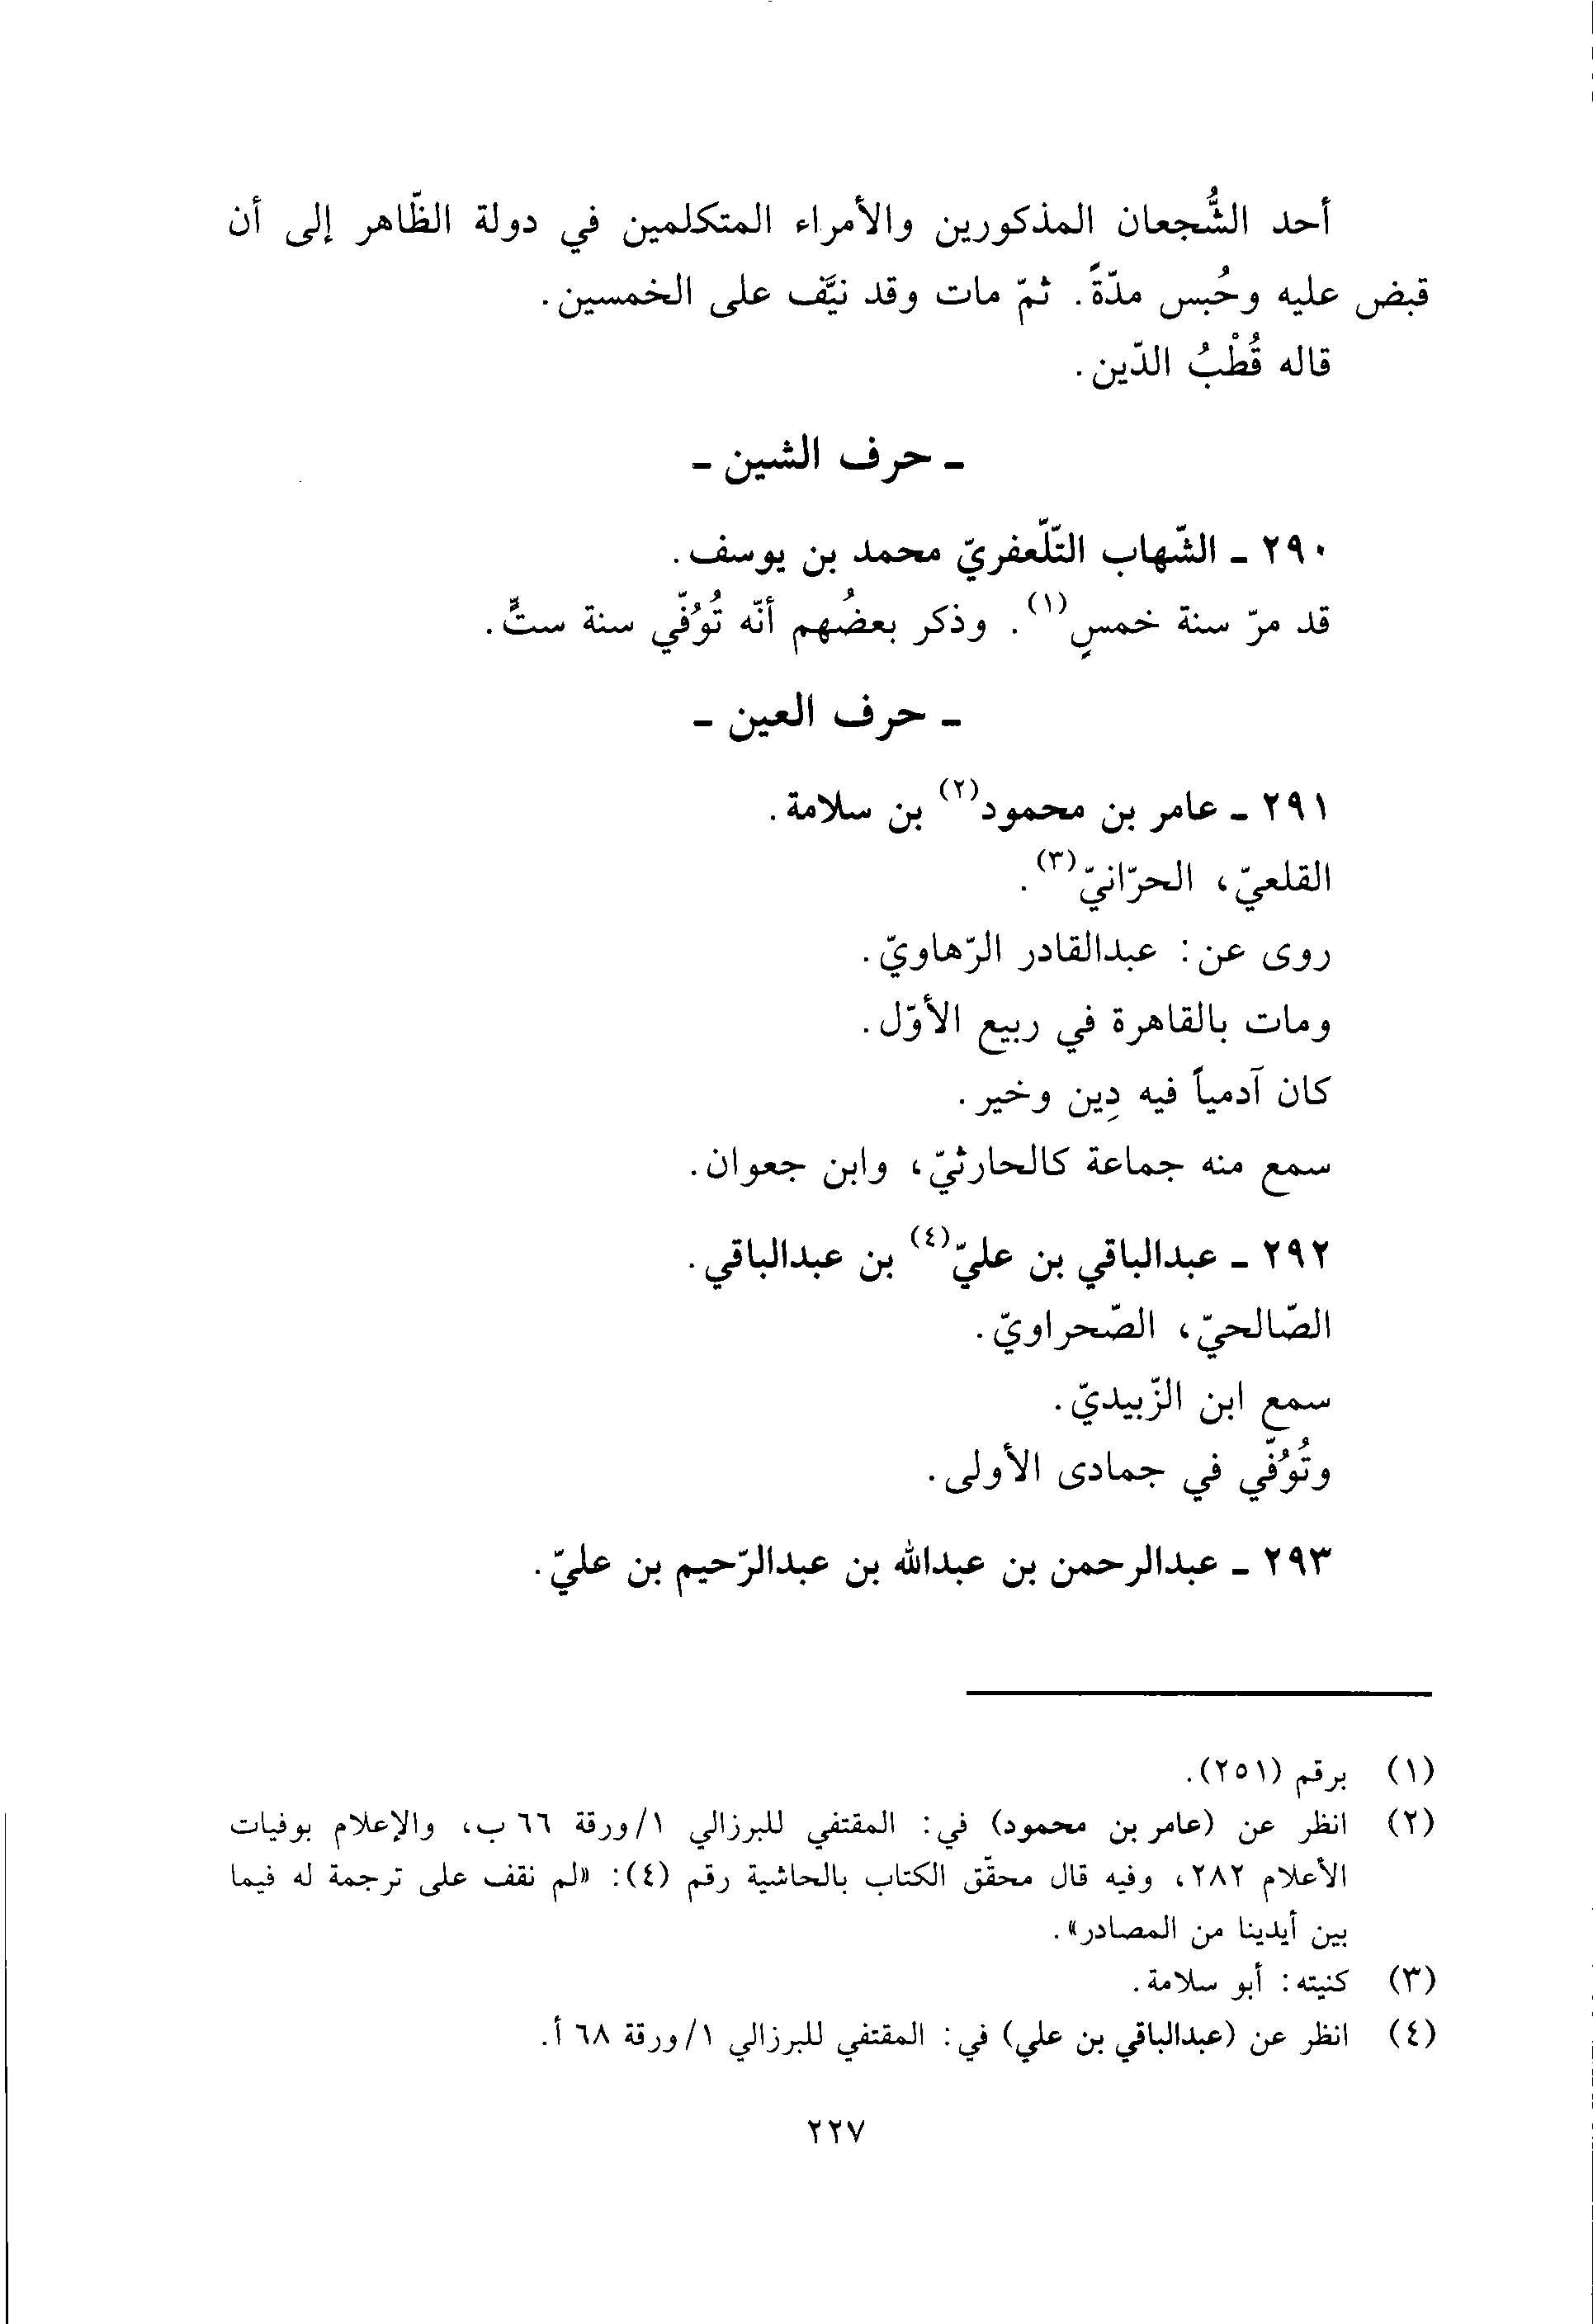 أحد الشُّجعان المذكورين والأمراء المتكلمين في دولة الظّاهر إلى أن
قبض عليه وحُبس مدّةً. ثمّ مات وقد نيَّف على الخمسين.
قاله قُطْبُ الدّين.
- حرف الشين -
٢٩٠ - الشّهاب التّلّعفريّ محمد بن يوسف.
قد مرّ سنة خمسٍ(١). وذكر بعضُهم أنّه تُوُفّي سنة ستٍّ.
- حرف العين -
٢٩١ - عامر بن محمود(٢) بن سلامة.
القلعيّ، الحرّانيّ(٣).
روى عن: عبدالقادر الرّهاويّ.
ومات بالقاهرة في ربيع الأوّل.
كان آدمياً فيه دِين وخير.
سمع منه جماعة كالحارثيّ، وابن جعوان.
٢٩٢ - عبدالباقي بن عليّ(٤) بن عبدالباقي.
الصّالحيّ، الصّحراويّ.
سمع ابن الزّبيديّ.
وتُوُفّي في جمادى الأولى.
٢٩٣ - عبدالرحمن بن عبدالله بن عبدالرّحيم بن عليّ.
(١) برقم (٢٥١).
(٢) انظر عن (عامر بن محمود) في: المقتفي للبرزالي ١/ورقة ٦٦ ب، والإعلام بوفيات
الأعلام ٢٨٢، وفيه قال محقّق الكتاب بالحاشية رقم (٤): «لم نقف على ترجمة له فيما
بين أيدينا من المصادر».
(٣) كنيته: أبو سلامة.
(٤) انظر عن (عبدالباقي بن علي) في: المقتفي للبرزالي ١/ورقة ٦٨ أ.
٢٢٧